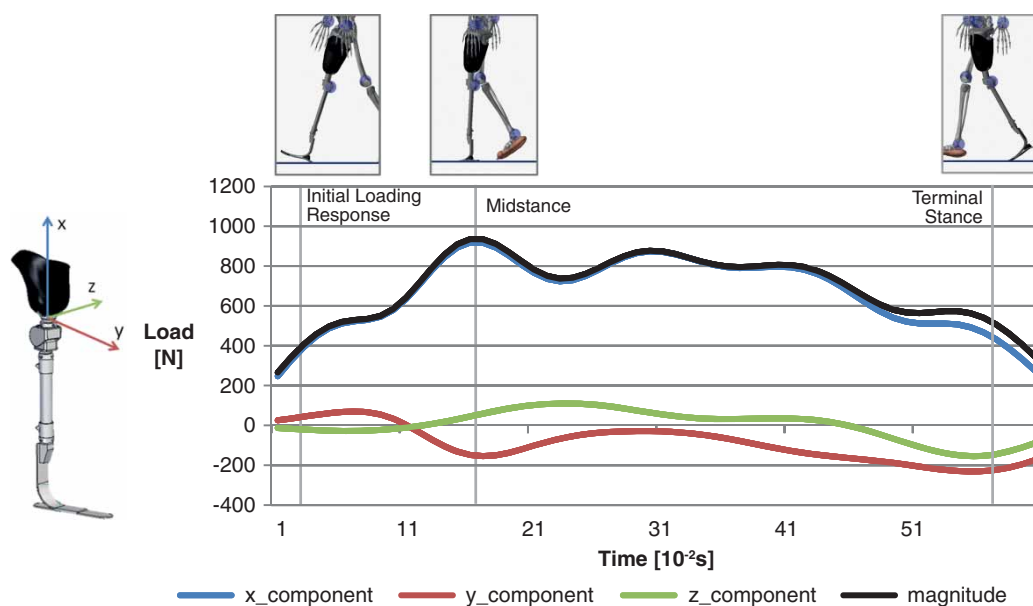 1200
1000
800
600
400
200
0
-200
-400
Initial Loading
Response
Midstance
Terminal
Stance
x
z
y
Load
[N]
1
11
21
31
41
51
Time [10⁻²s]
x_component
y_component
z_component
magnitude